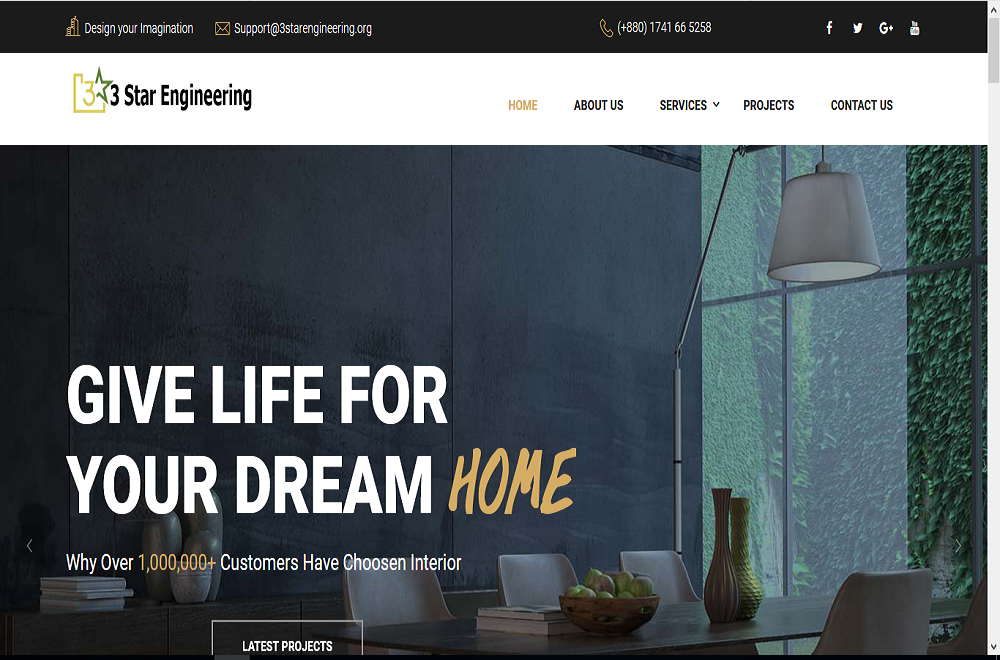 Design your Imagination
Support@3starengineering.org
(+880) 1741 66 5258
3
3 Star Engineering
HOME
ABOUT US
SERVICES
PROJECTS
CONTACT US
GIVE LIFE FOR
YOUR DREAM HOME
Why Over 1,000,000+ Customers Have Choosen Interior
LATEST PROJECTS